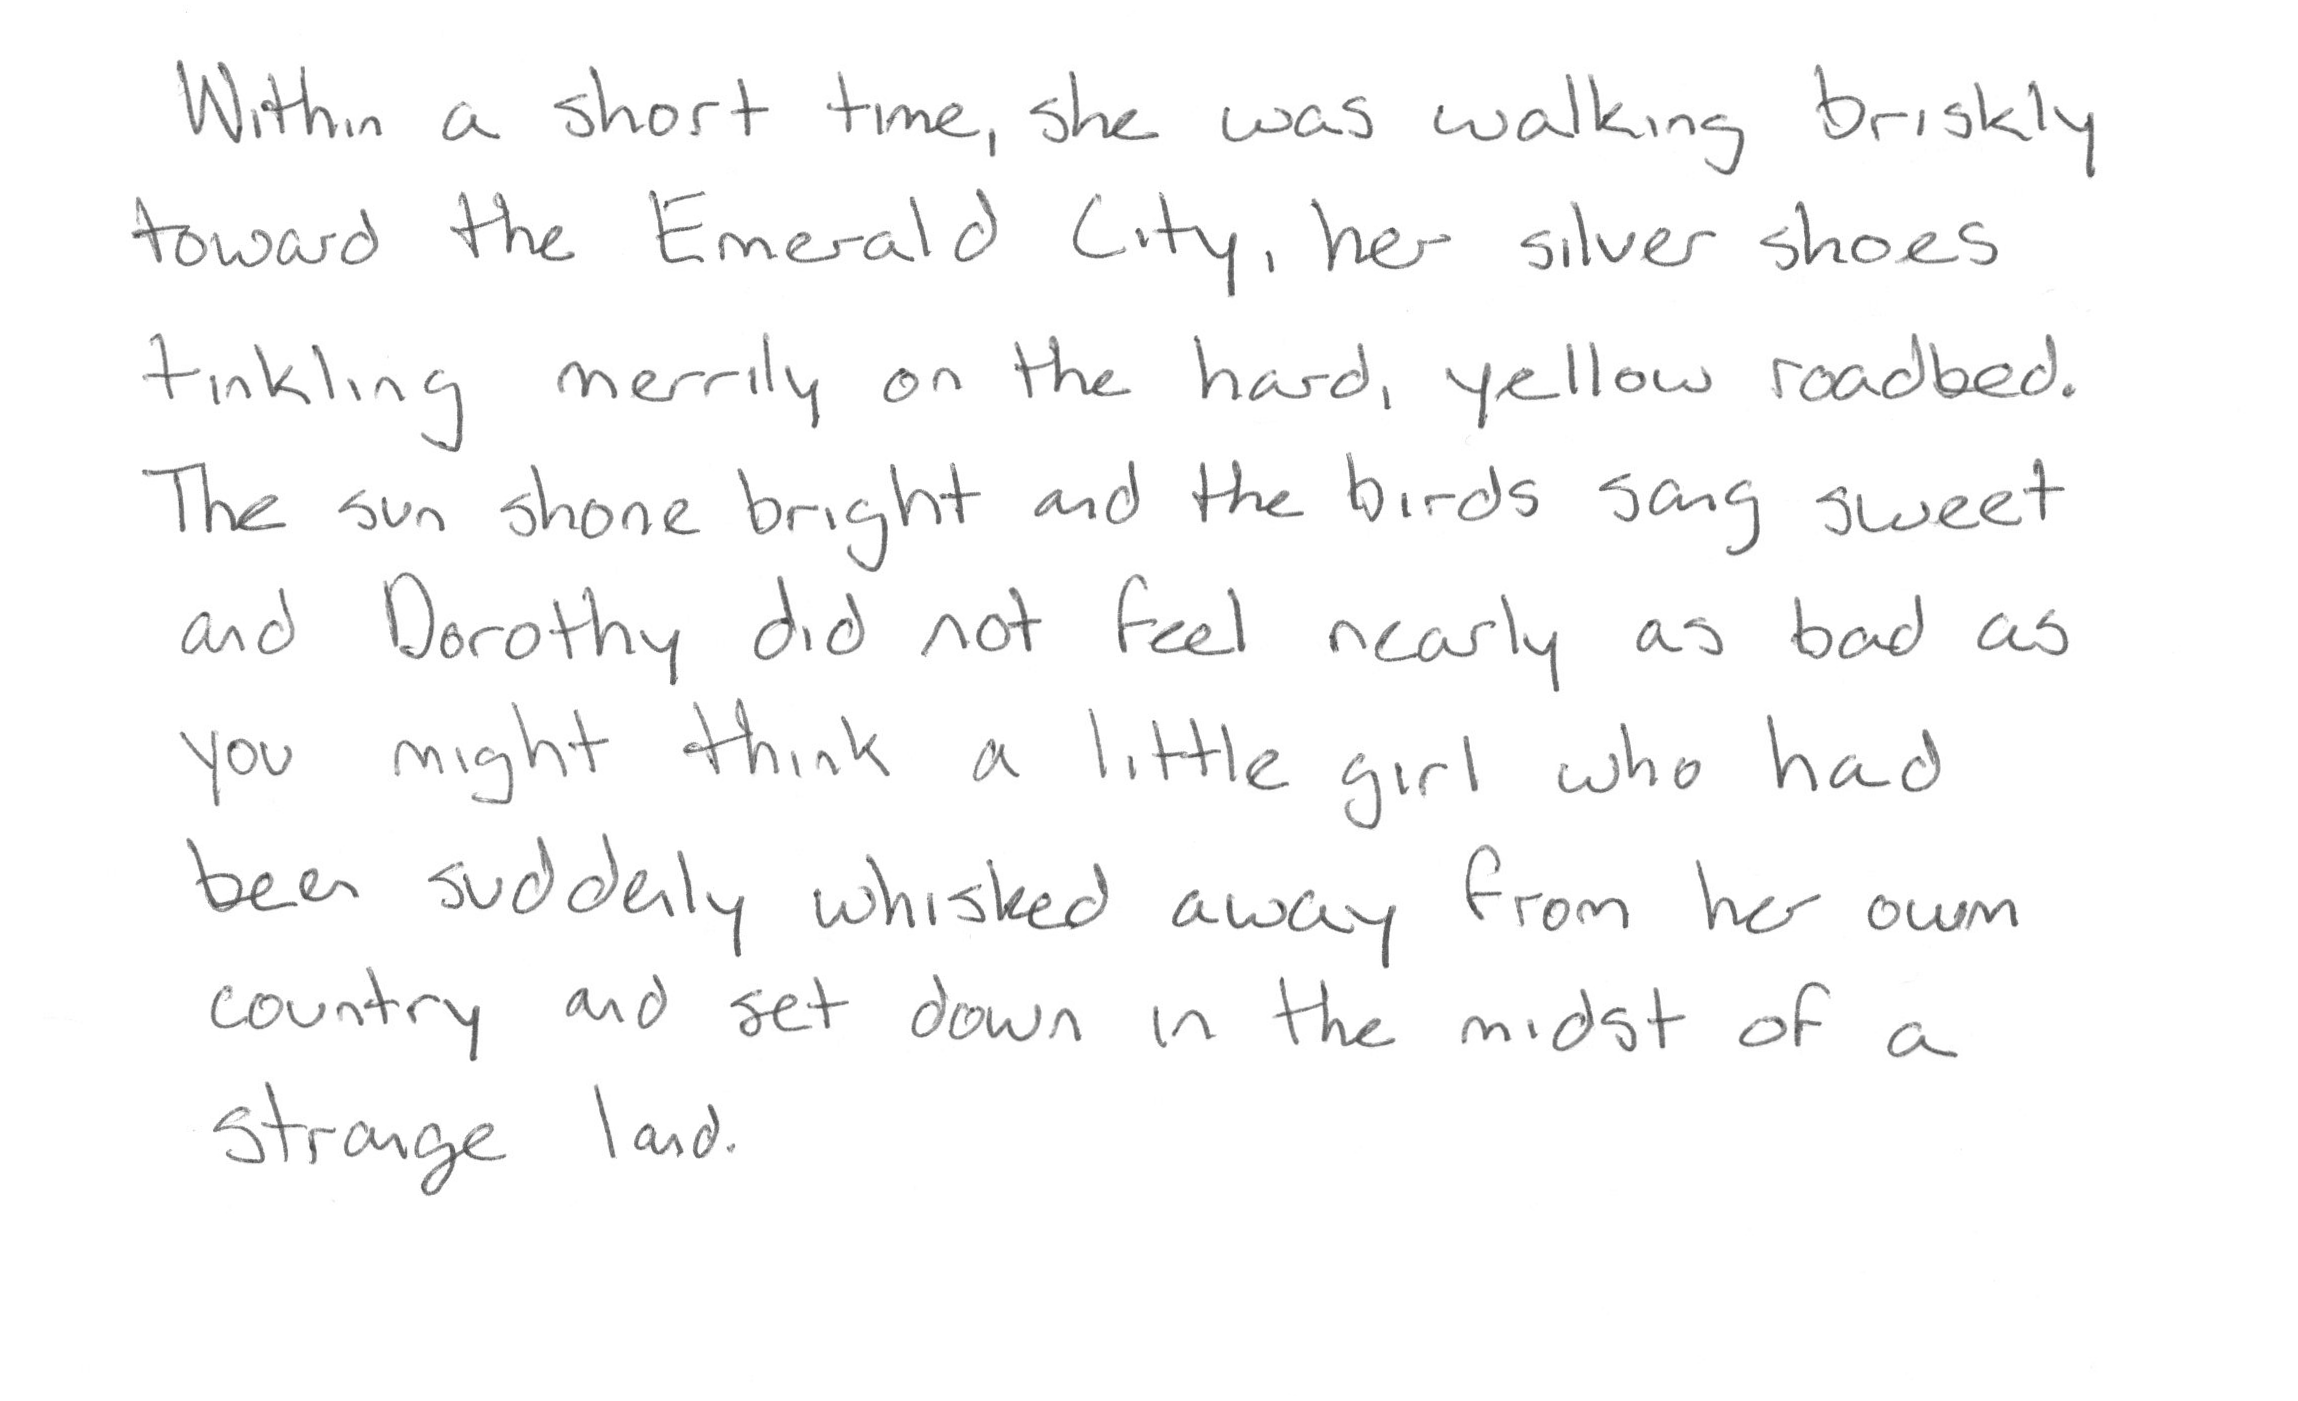 Within a short time, she was walking briskly
toward the Emerald City, her silver shoes
tinkling merrily on the hard, yellow roadbed.
The sun shone bright and the birds sang sweet
and Dorothy did not feel nearly as bad as
you might think a little girl who had
been suddenly whisked away from her own
country and set down in the midst of a
strange land.